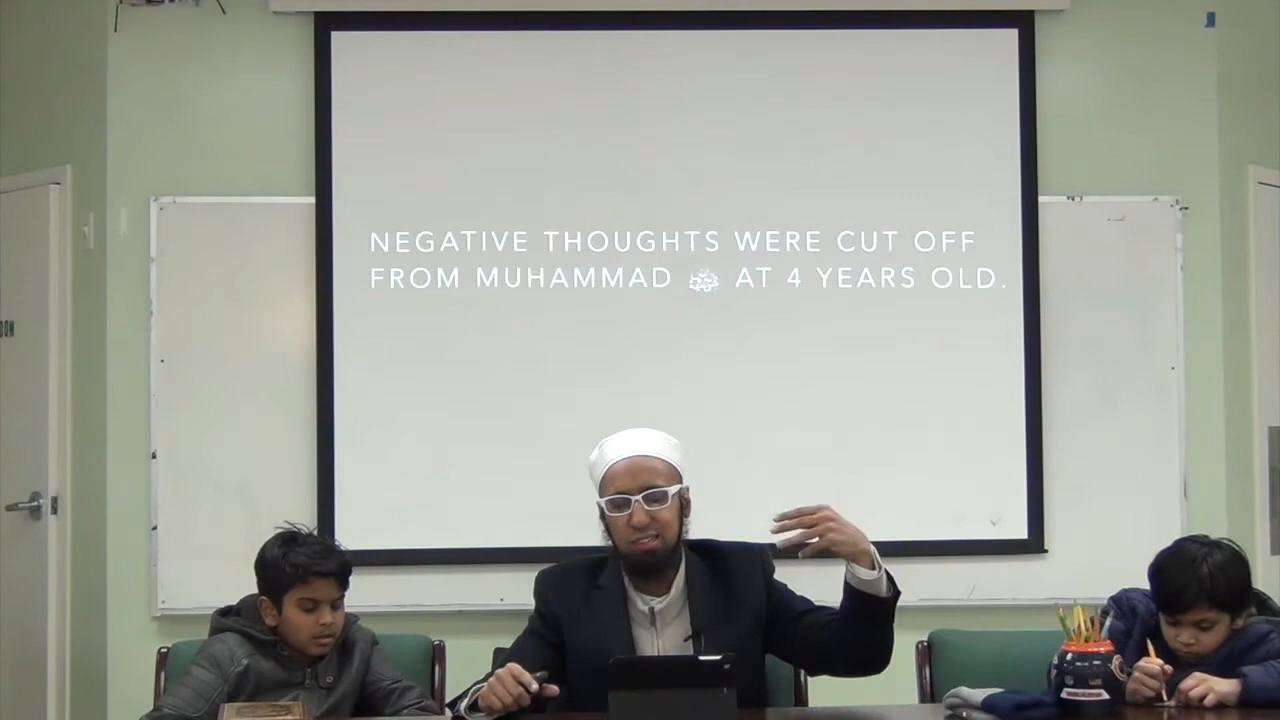 NEGATIVE THOUGHTS WERE CUT OFF
FROM MUHAMMAD ﷺ AT 4 YEARS OLD.